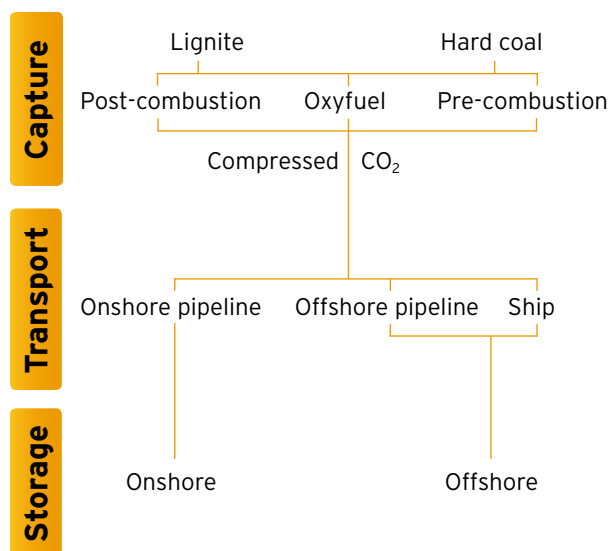 Capture
Lignite Hard coal
Post-combustion Oxyfuel Pre-combustion
Compressed CO₂
Transport
Onshore pipeline Offshore pipeline Ship
Storage
Onshore Offshore